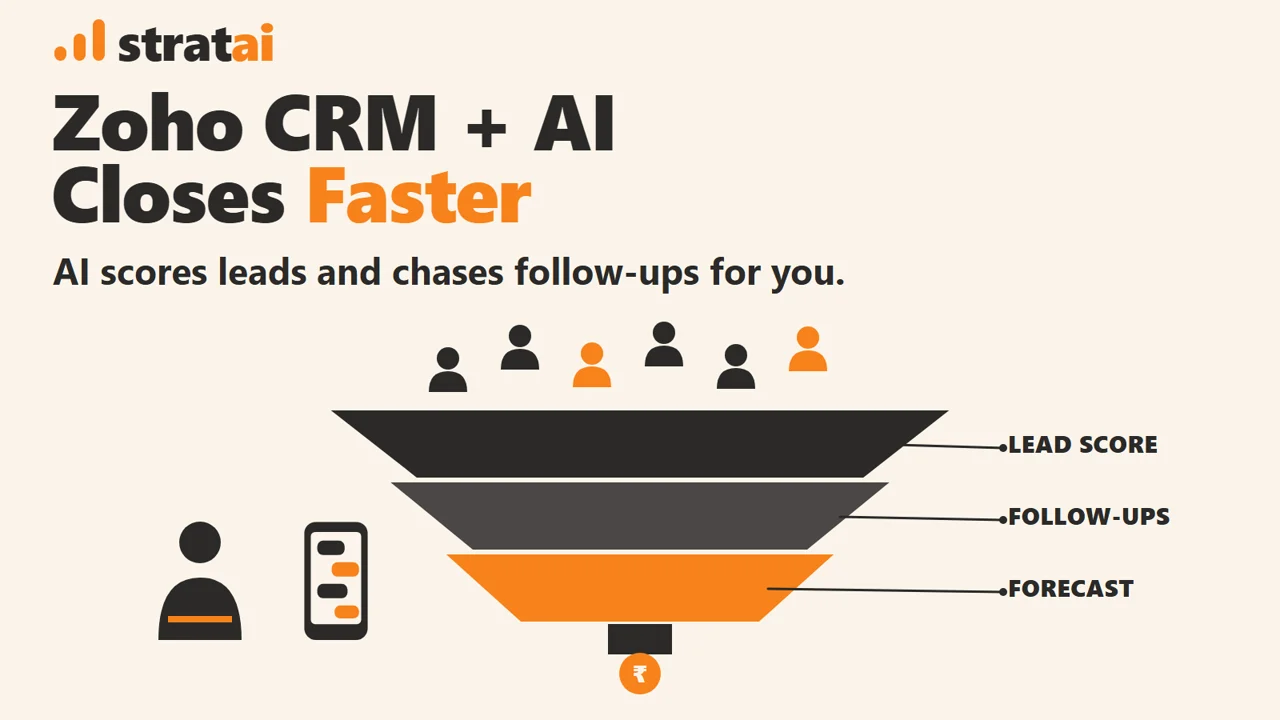 stratai
Zoho CRM + AI
Closes Faster
AI scores leads and chases follow-ups for you.
LEAD SCORE
FOLLOW-UPS
FORECAST
₹